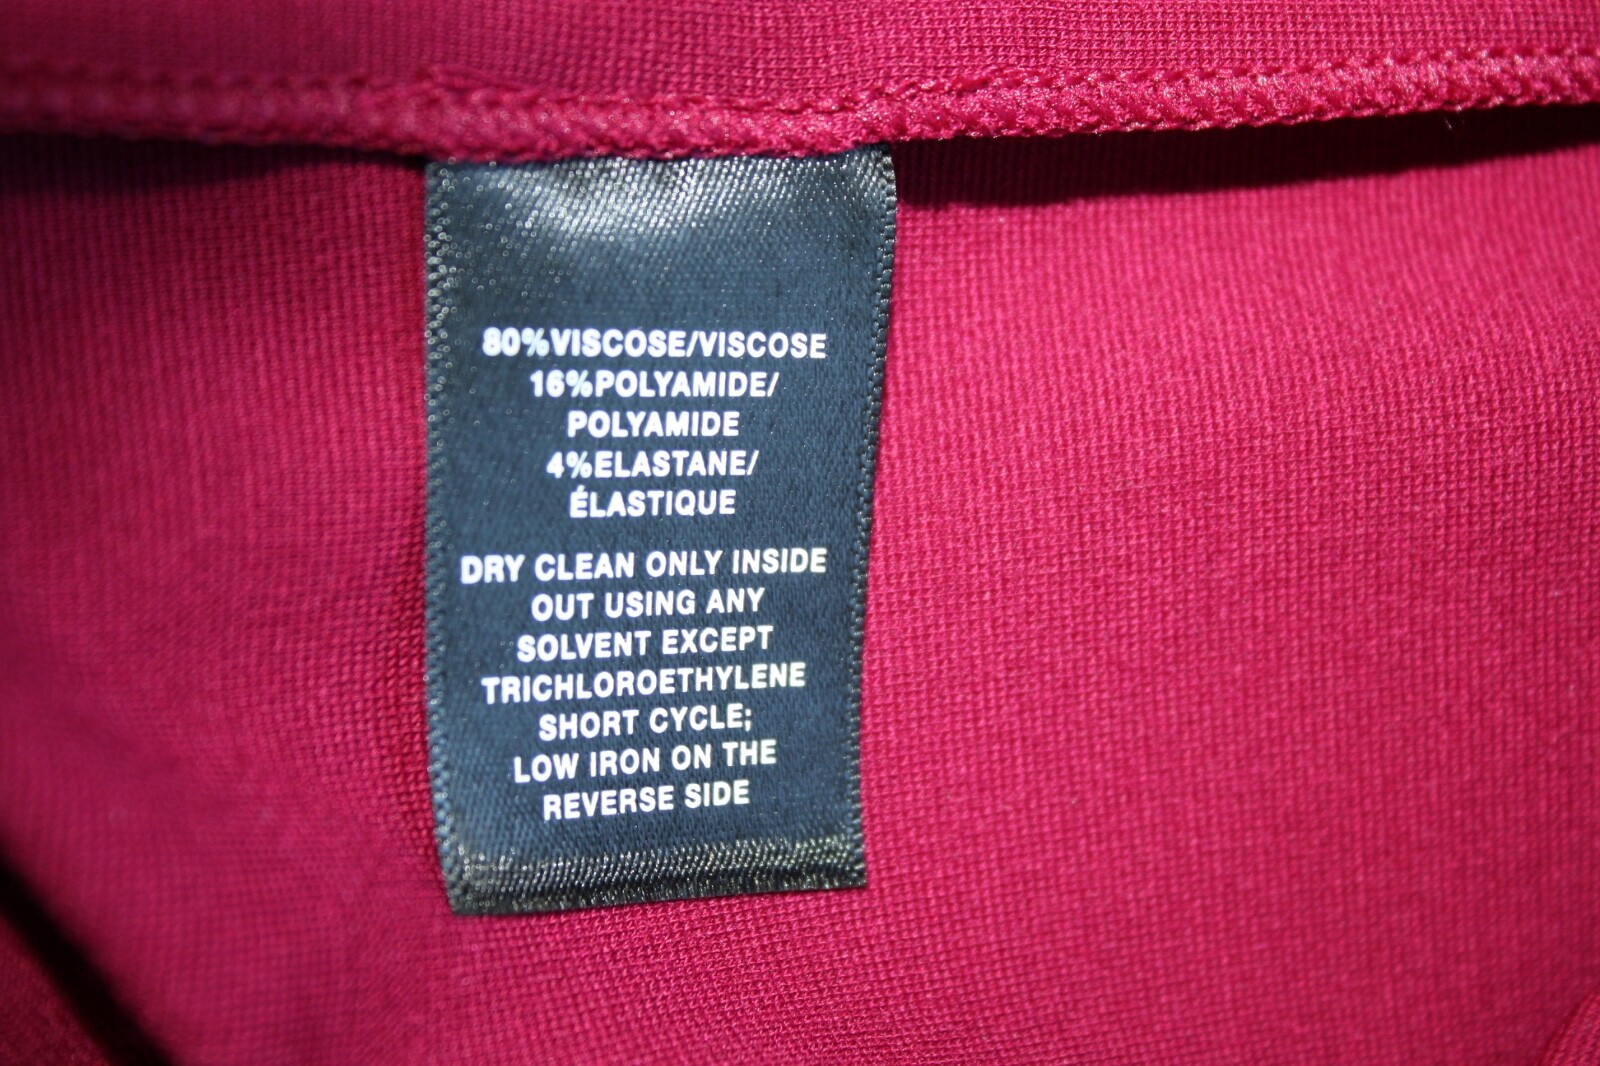 80%VISCOSE/VISCOSE
16%POLYAMIDE/
POLYAMIDE
4%ELASTANE/
ÉLASTIQUE
DRY CLEAN ONLY INSIDE
OUT USING ANY
SOLVENT EXCEPT
TRICHLOROETHYLENE
SHORT CYCLE;
LOW IRON ON THE
REVERSE SIDE